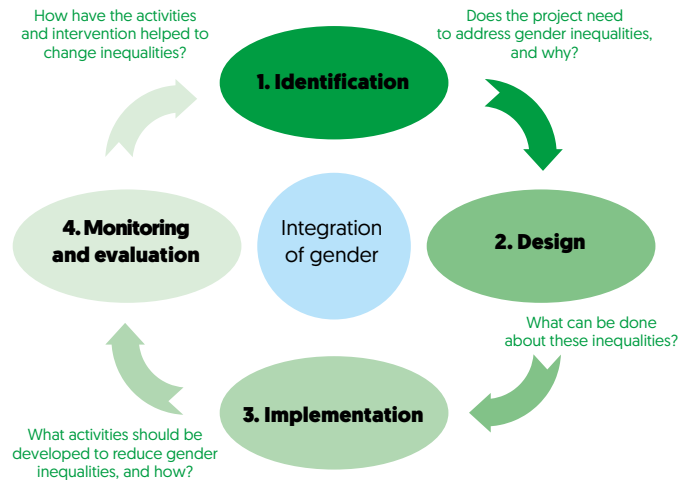 How have the activities
and intervention helped to
change inequalities?
Does the project need
to address gender inequalities,
and why?
1. Identification
4. Monitoring
and evaluation
Integration
of gender
2. Design
What can be done
about these inequalities?
3. Implementation
What activities should be
developed to reduce gender
inequalities, and how?